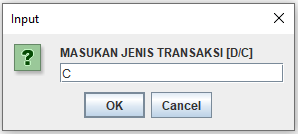 Input
MASUKAN JENIS TRANSAKSI [D/C]
C
OK Cancel